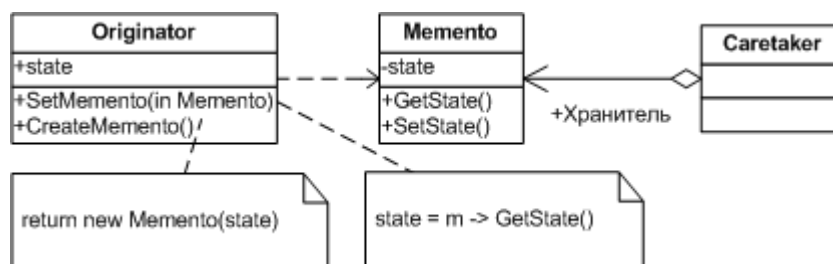 Originator
+state
+SetMemento(in Memento)
+CreateMemento()
Memento
-state
+GetState()
+SetState()
Caretaker
+Хранитель
return new Memento(state)
state = m -> GetState()